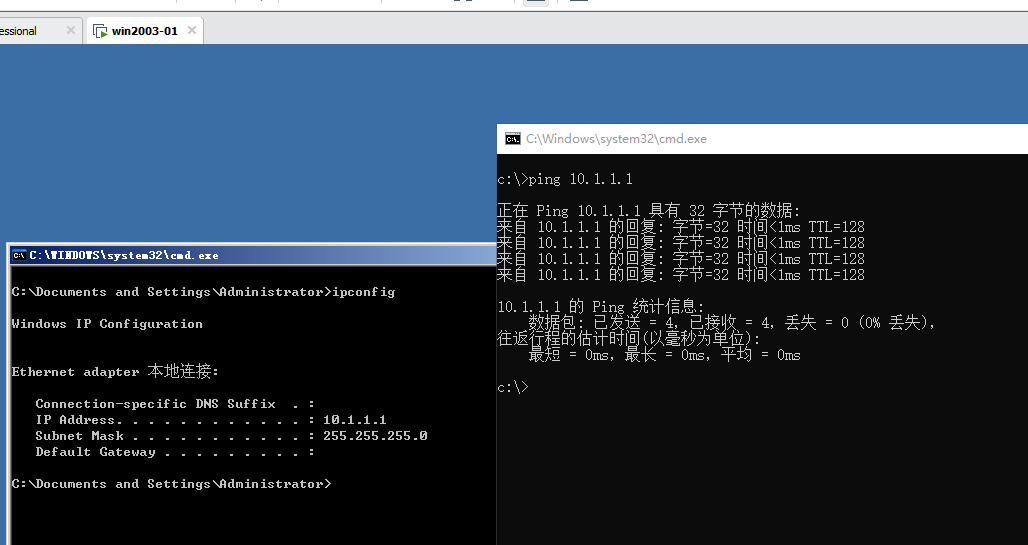 essional
win2003-01
C:\Windows\system32\cmd.exe
c:\>ping 10.1.1.1
正在 Ping 10.1.1.1 具有 32 字节的数据:
来自 10.1.1.1 的回复: 字节=32 时间<1ms TTL=128
来自 10.1.1.1 的回复: 字节=32 时间<1ms TTL=128
来自 10.1.1.1 的回复: 字节=32 时间<1ms TTL=128
来自 10.1.1.1 的回复: 字节=32 时间<1ms TTL=128
10.1.1.1 的 Ping 统计信息:
数据包: 已发送 = 4, 已接收 = 4, 丢失 = 0 (0% 丢失),
往返行程的估计时间(以毫秒为单位):
最短 = 0ms, 最长 = 0ms, 平均 = 0ms
c:\>
C:\WINDOWS\system32\cmd.exe
C:\Documents and Settings\Administrator>ipconfig
Windows IP Configuration
Ethernet adapter 本地连接:
Connection-specific DNS Suffix  . :
IP Address. . . . . . . . . . . . : 10.1.1.1
Subnet Mask . . . . . . . . . . . : 255.255.255.0
Default Gateway . . . . . . . . . :
C:\Documents and Settings\Administrator>